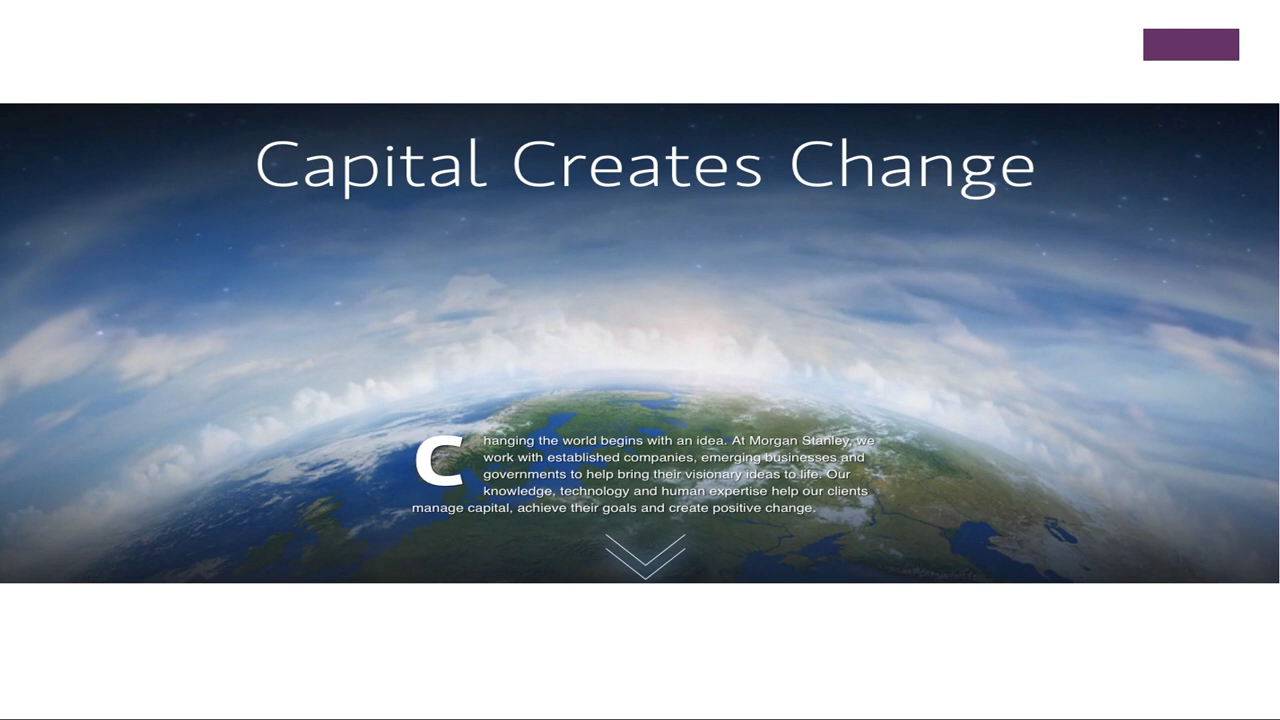 Capital Creates Change
Changing the world begins with an idea. At Morgan Stanley, we
work with established companies, emerging businesses and
governments to help bring their visionary ideas to life. Our
knowledge, technology and human expertise help our clients
manage capital, achieve their goals and create positive change.